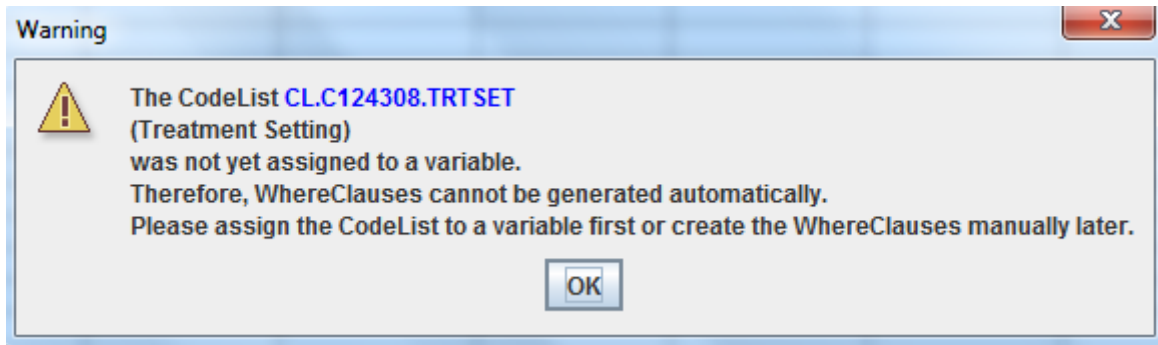 Warning
The CodeList CL.C124308.TRTSET
(Treatment Setting)
was not yet assigned to a variable.
Therefore, WhereClauses cannot be generated automatically.
Please assign the CodeList to a variable first or create the WhereClauses manually later.
OK